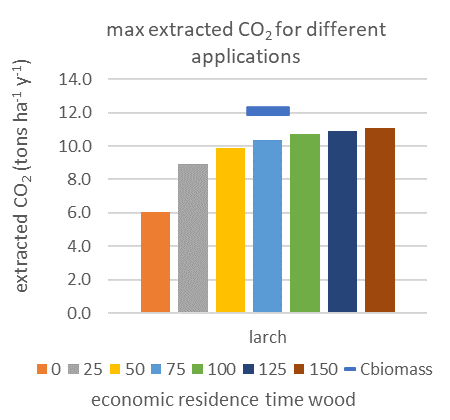 max extracted CO₂ for different
applications
extracted CO₂ (tons ha⁻¹ y⁻¹)
14.0
12.0
10.0
8.0
6.0
4.0
2.0
0.0
larch
0 25 50 75 100 125 150 Cbiomass
economic residence time wood